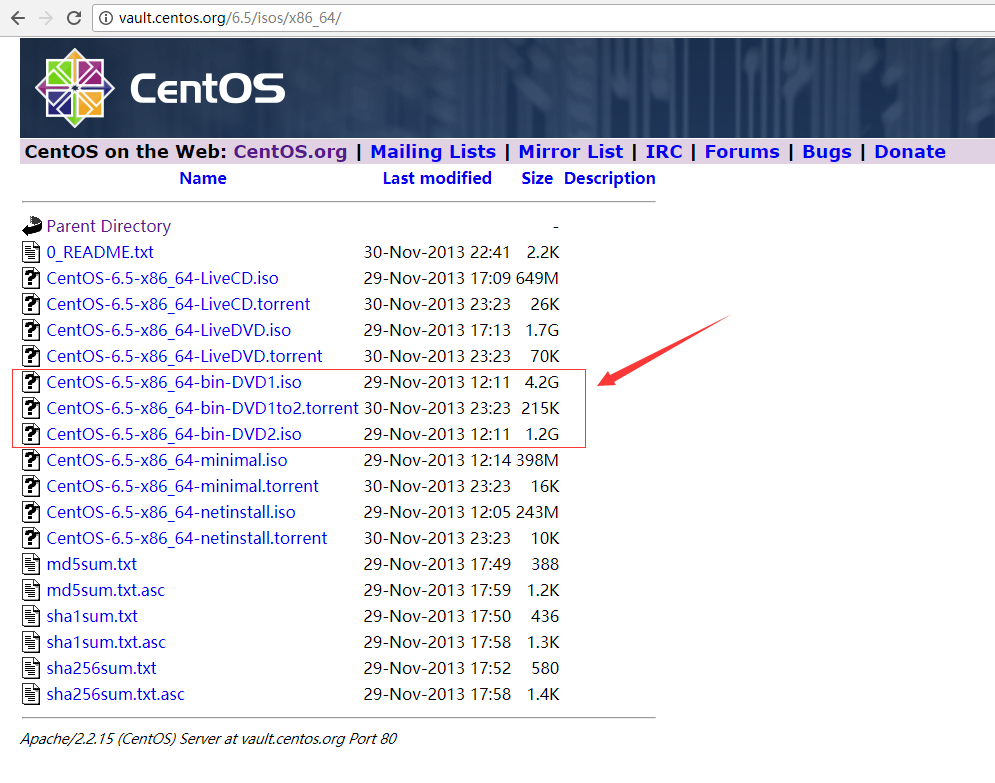 vault.centos.org/6.5/isos/x86_64/
CentOS
CentOS on the Web: CentOS.org | Mailing Lists | Mirror List | IRC | Forums | Bugs | Donate
Name Last modified Size Description
Parent Directory -
0_README.txt 30-Nov-2013 22:41 2.2K
CentOS-6.5-x86_64-LiveCD.iso 29-Nov-2013 17:09 649M
CentOS-6.5-x86_64-LiveCD.torrent 30-Nov-2013 23:23 26K
CentOS-6.5-x86_64-LiveDVD.iso 29-Nov-2013 17:13 1.7G
CentOS-6.5-x86_64-LiveDVD.torrent 30-Nov-2013 23:23 70K
CentOS-6.5-x86_64-bin-DVD1.iso 29-Nov-2013 12:11 4.2G
CentOS-6.5-x86_64-bin-DVD1to2.torrent 30-Nov-2013 23:23 215K
CentOS-6.5-x86_64-bin-DVD2.iso 29-Nov-2013 12:11 1.2G
CentOS-6.5-x86_64-minimal.iso 29-Nov-2013 12:14 398M
CentOS-6.5-x86_64-minimal.torrent 30-Nov-2013 23:23 16K
CentOS-6.5-x86_64-netinstall.iso 29-Nov-2013 12:05 243M
CentOS-6.5-x86_64-netinstall.torrent 30-Nov-2013 23:23 10K
md5sum.txt 29-Nov-2013 17:49 388
md5sum.txt.asc 29-Nov-2013 17:59 1.2K
sha1sum.txt 29-Nov-2013 17:50 436
sha1sum.txt.asc 29-Nov-2013 17:58 1.3K
sha256sum.txt 29-Nov-2013 17:52 580
sha256sum.txt.asc 29-Nov-2013 17:58 1.4K
Apache/2.2.15 (CentOS) Server at vault.centos.org Port 80